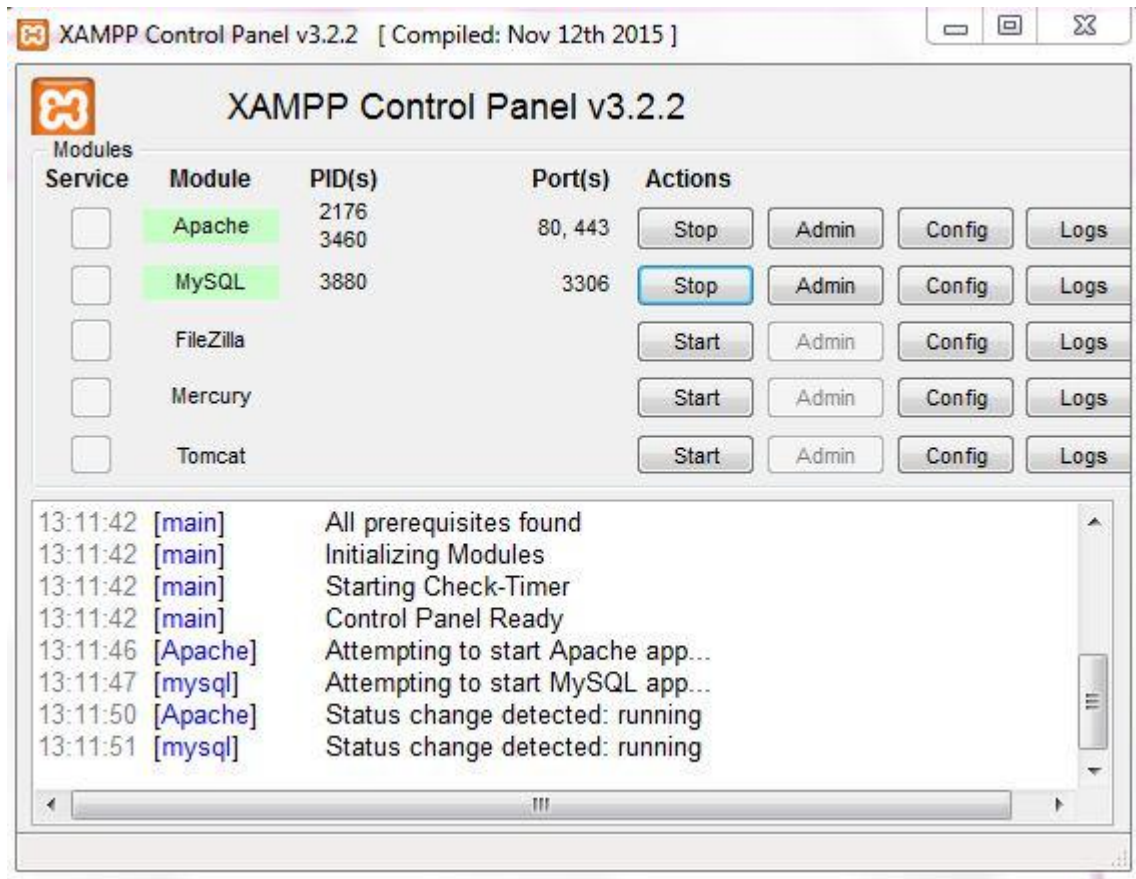 XAMPP Control Panel v3.2.2 [ Compiled: Nov 12th 2015 ]
XAMPP Control Panel v3.2.2
Modules
Service Module PID(s) Port(s) Actions
Apache 2176 3460 80, 443 Stop Admin Config Logs
MySQL 3880 3306 Stop Admin Config Logs
FileZilla Start Admin Config Logs
Mercury Start Admin Config Logs
Tomcat Start Admin Config Logs
13:11:42 [main] All prerequisites found
13:11:42 [main] Initializing Modules
13:11:42 [main] Starting Check-Timer
13:11:42 [main] Control Panel Ready
13:11:46 [Apache] Attempting to start Apache app...
13:11:47 [mysql] Attempting to start MySQL app...
13:11:50 [Apache] Status change detected: running
13:11:51 [mysql] Status change detected: running